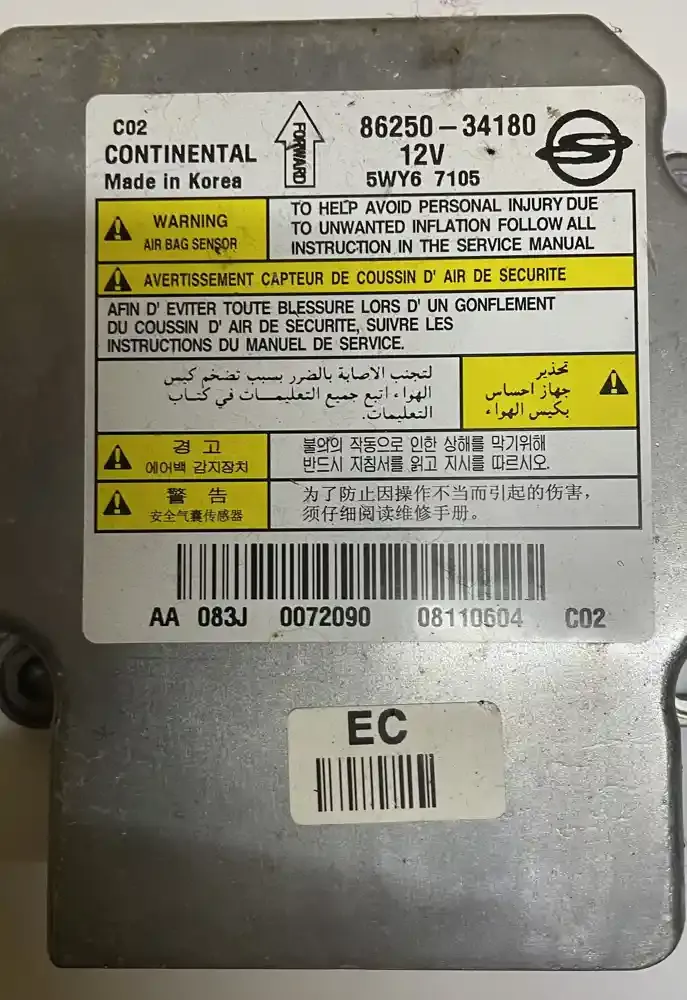 C02
CONTINENTAL
Made in Korea
FORWARD
86250-34180
12V
5WY6 7105
WARNING
AIR BAG SENSOR
TO HELP AVOID PERSONAL INJURY DUE
TO UNWANTED INFLATION FOLLOW ALL
INSTRUCTION IN THE SERVICE MANUAL
AVERTISSEMENT CAPTEUR DE COUSSIN D' AIR DE SECURITE
AFIN D' EVITER TOUTE BLESSURE LORS D' UN GONFLEMENT
DU COUSSIN D' AIR DE SECURITE, SUIVRE LES
INSTRUCTIONS DU MANUEL DE SERVICE.
تحذير
جهاز احساس
بكيس الهواء
لتجنب الاصابة بالضرر بسبب تضخم كيس
الهواء اتبع جميع التعليمات في كتاب
التعليمات.
경 고
에어백 감지장치
불의의 작동으로 인한 상해를 막기위해
반드시 지침서를 읽고 지시를 따르시오.
警 告
安全气囊传感器
为了防止因操作不当而引起的伤害,
须仔细阅读维修手册。
AA 083J 0072090 08110604 C02
EC